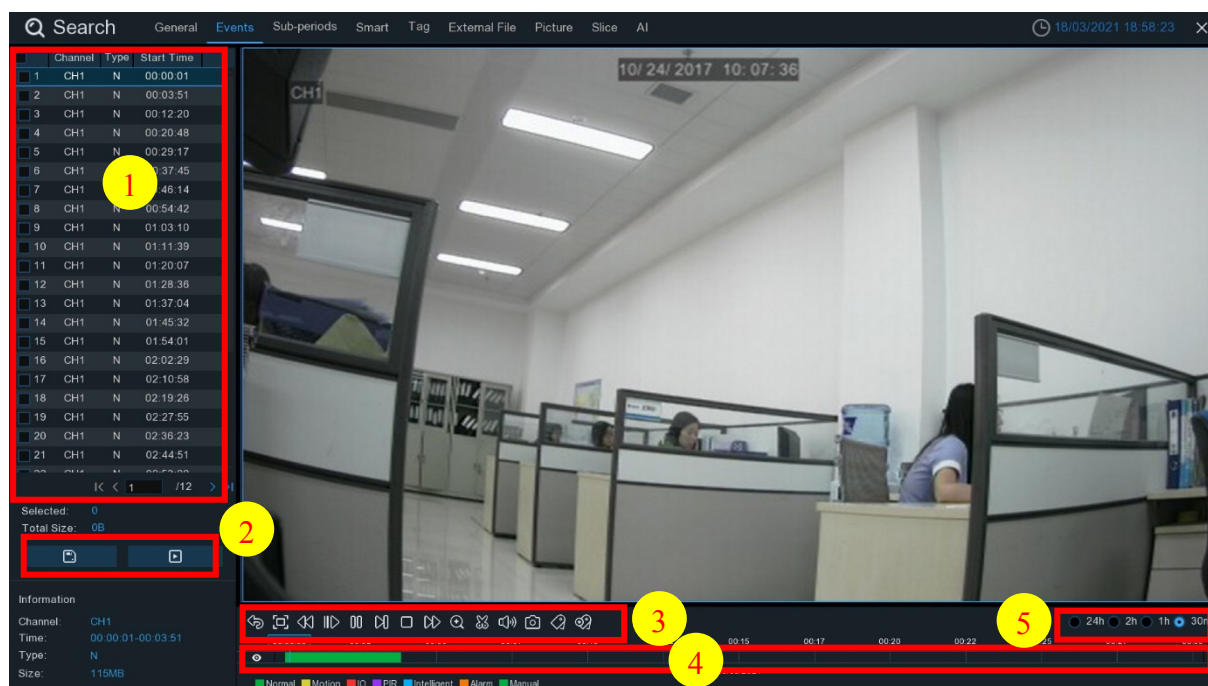 Search General Events Sub-periods Smart Tag External File Picture Slice AI 18/03/2021 18:58:23
Channel Type Start Time
1 CH1 N 00:00:01
2 CH1 N 00:03:51
3 CH1 N 00:12:20
4 CH1 N 00:20:48
5 CH1 N 00:29:17
6 CH1 :37:45
7 CH1 :46:14
8 CH1 N 00:54:42
9 CH1 N 01:03:10
10 CH1 N 01:11:39
11 CH1 N 01:20:07
12 CH1 N 01:28:36
13 CH1 N 01:37:04
14 CH1 N 01:45:32
15 CH1 N 01:54:01
16 CH1 N 02:02:29
17 CH1 N 02:10:58
18 CH1 N 02:19:26
19 CH1 N 02:27:55
20 CH1 N 02:36:23
21 CH1 N 02:44:51
1
1 /12
Selected: 0
Total Size: 0B
2
Information
Channel: CH1
Time: 00:00:01-00:03:51
Type: N
Size: 115MB
10/24/2017 10:07:36
CH1
3
5
24h 2h 1h 30m
00:15 00:17 00:20 00:22
4
Normal Motion IO PIR Intelligent Alarm Manual